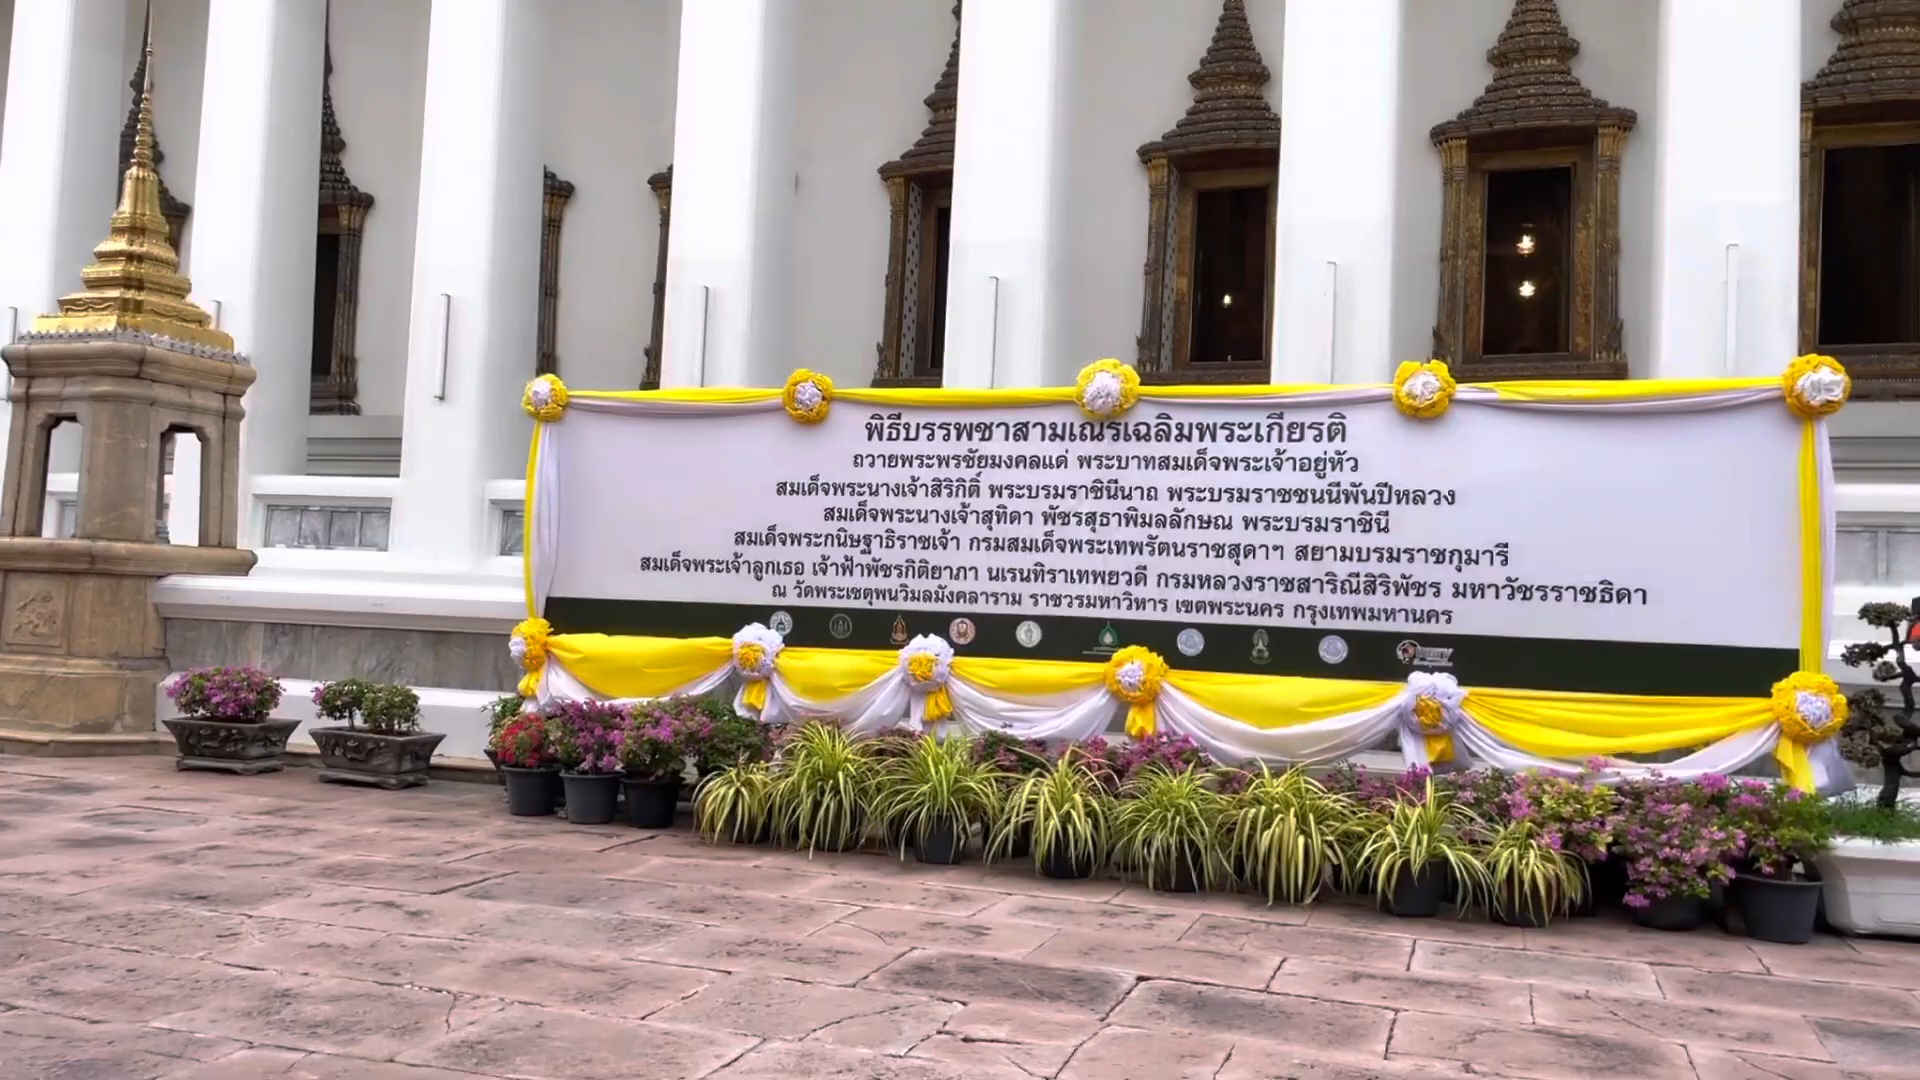 พิธีบรรพชาสามเณรเฉลิมพระเกียรติ
ถวายพระพรชัยมงคลแด่ พระบาทสมเด็จพระเจ้าอยู่หัว
สมเด็จพระนางเจ้าสิริกิติ์ พระบรมราชินีนาถ พระบรมราชชนนีพันปีหลวง
สมเด็จพระนางเจ้าสุทิดา พัชรสุธาพิมลลักษณ พระบรมราชินี
สมเด็จพระกนิษฐาธิราชเจ้า กรมสมเด็จพระเทพรัตนราชสุดาฯ สยามบรมราชกุมารี
สมเด็จพระเจ้าลูกเธอ เจ้าฟ้าพัชรกิติยาภา นเรนทิราเทพยวดี กรมหลวงราชสาริณีสิริพัชร มหาวัชรราชธิดา
ณ วัดพระเชตุพนวิมลมังคลาราม ราชวรมหาวิหาร เขตพระนคร กรุงเทพมหานคร